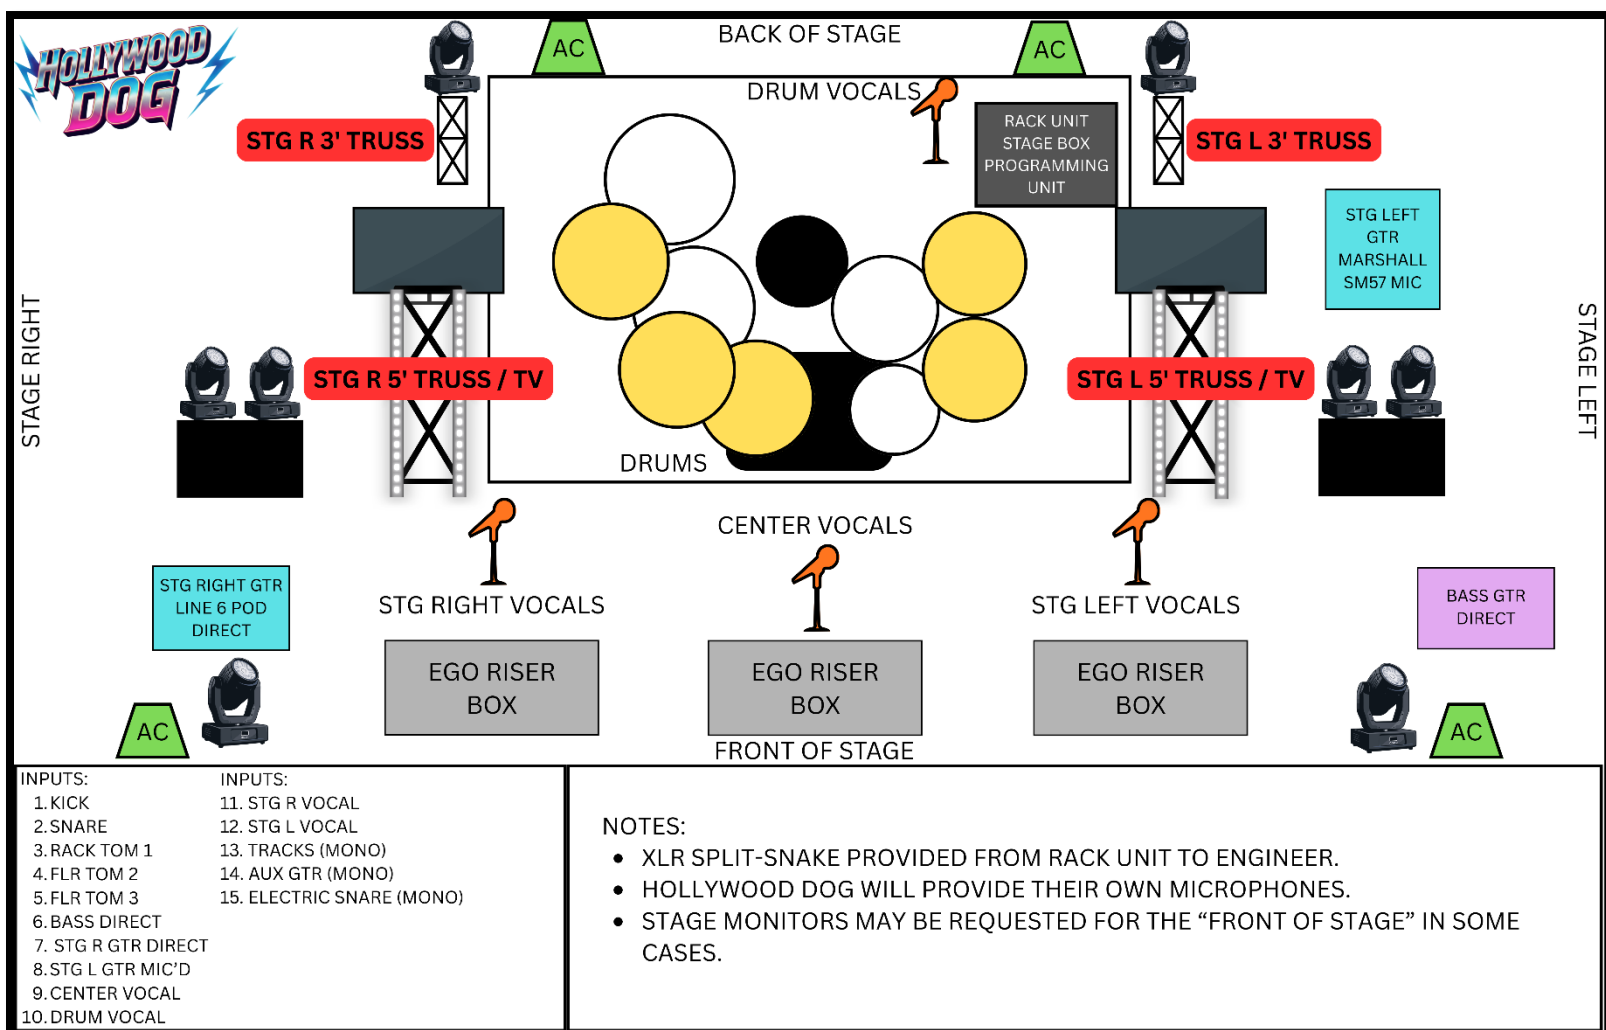 HOLLYWOOD
DOG
AC
BACK OF STAGE
AC
DRUM VOCALS
STG R 3' TRUSS
RACK UNIT
STAGE BOX
PROGRAMMING
UNIT
STG L 3' TRUSS
STG LEFT
GTR
MARSHALL
SM57 MIC
STAGE RIGHT
STAGE LEFT
STG R 5' TRUSS / TV
STG L 5' TRUSS / TV
DRUMS
CENTER VOCALS
STG RIGHT GTR
LINE 6 POD
DIRECT
STG RIGHT VOCALS
STG LEFT VOCALS
BASS GTR
DIRECT
EGO RISER
BOX
EGO RISER
BOX
EGO RISER
BOX
AC
AC
FRONT OF STAGE
INPUTS:
1. KICK
2. SNARE
3. RACK TOM 1
4. FLR TOM 2
5. FLR TOM 3
6. BASS DIRECT
7. STG R GTR DIRECT
8. STG L GTR MIC'D
9. CENTER VOCAL
10. DRUM VOCAL
INPUTS:
11. STG R VOCAL
12. STG L VOCAL
13. TRACKS (MONO)
14. AUX GTR (MONO)
15. ELECTRIC SNARE (MONO)
NOTES:
• XLR SPLIT-SNAKE PROVIDED FROM RACK UNIT TO ENGINEER.
• HOLLYWOOD DOG WILL PROVIDE THEIR OWN MICROPHONES.
• STAGE MONITORS MAY BE REQUESTED FOR THE “FRONT OF STAGE” IN SOME
CASES.